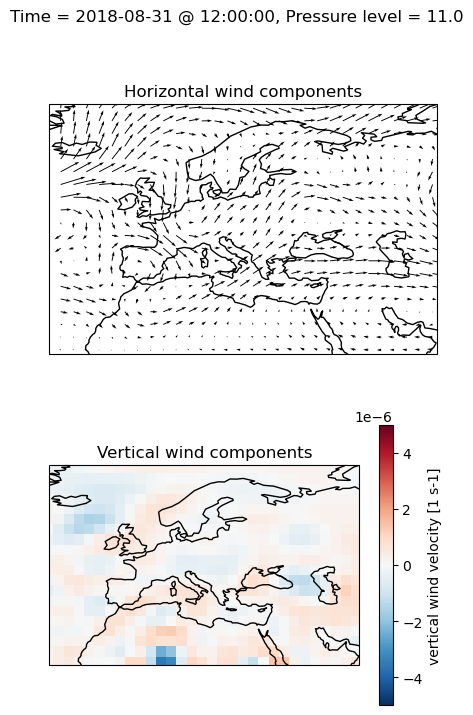 Time = 2018-08-31 @ 12:00:00, Pressure level = 11.0
Horizontal wind components
Vertical wind components
1e−6
4
2
0
−2
−4
vertical wind velocity [1 s-1]